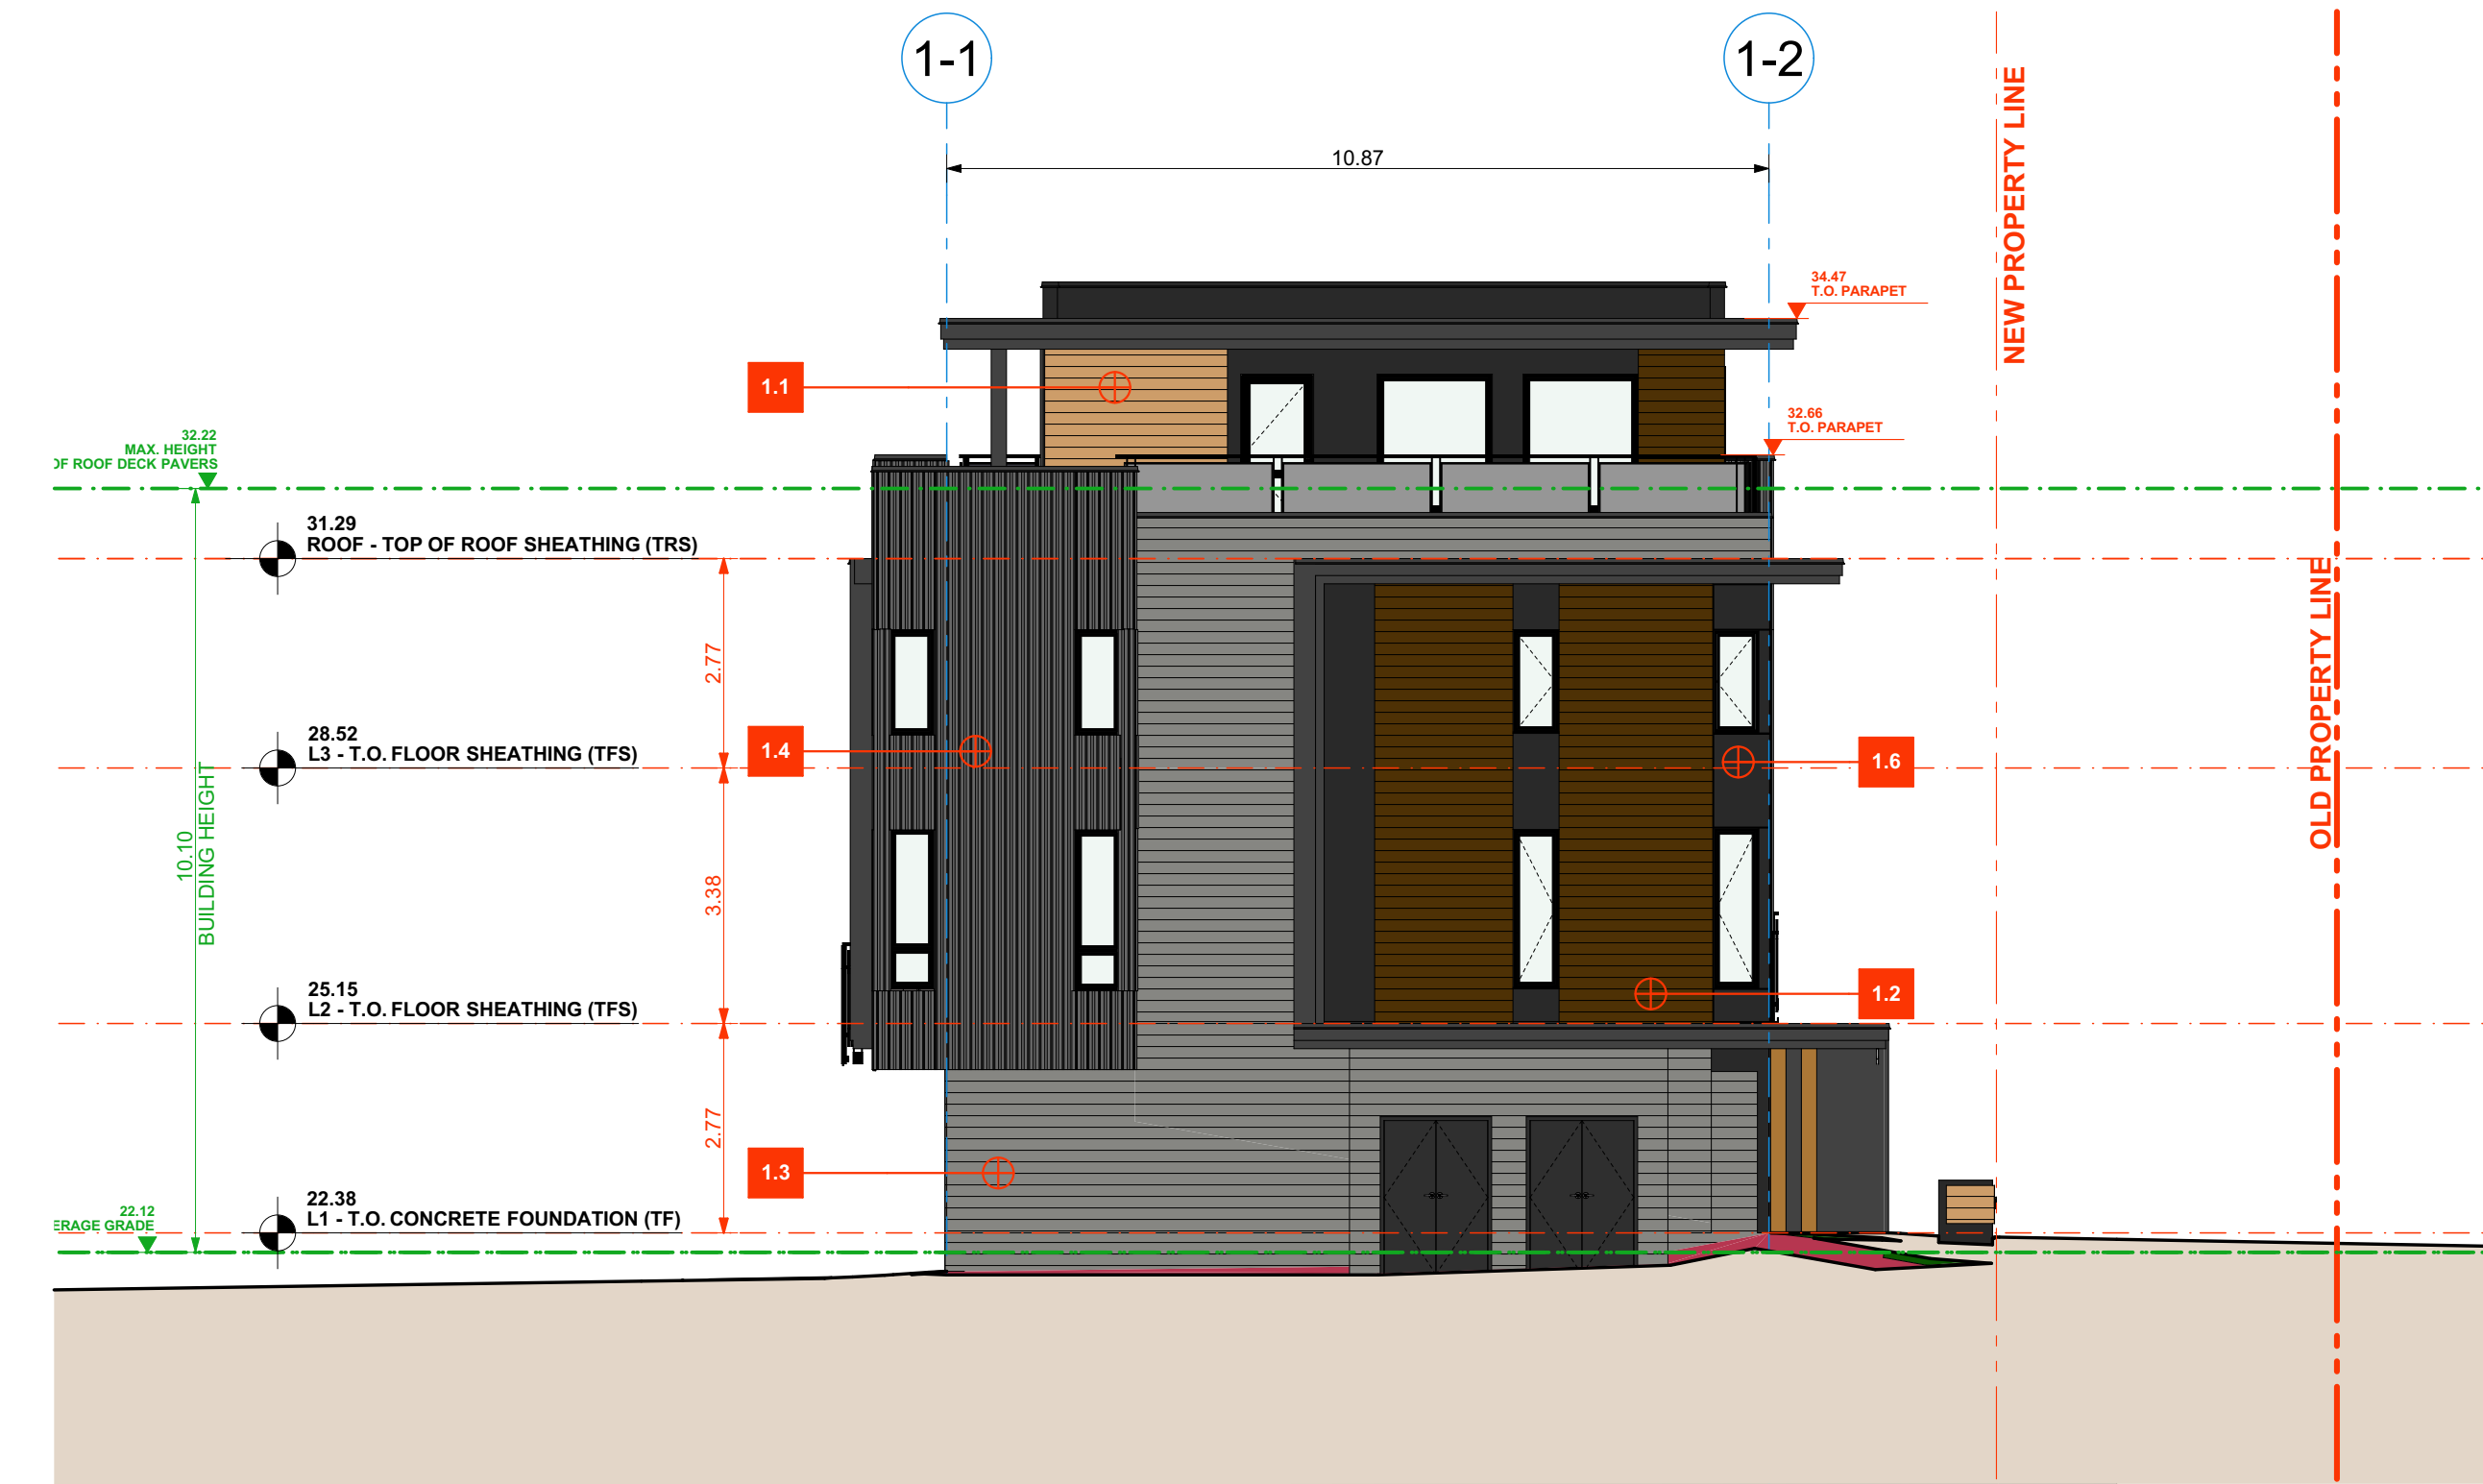 1-1
1-2
10.87
NEW PROPERTY LINE
34.47
T.O. PARAPET
1.1
32.66
T.O. PARAPET
32.22
MAX. HEIGHT
OF ROOF DECK PAVERS
31.29
ROOF - TOP OF ROOF SHEATHING (TRS)
OLD PROPERTY LINE
2.77
28.52
L3 - T.O. FLOOR SHEATHING (TFS)
1.4
1.6
10.10
BUILDING HEIGHT
3.38
25.15
L2 - T.O. FLOOR SHEATHING (TFS)
1.2
2.77
1.3
22.38
L1 - T.O. CONCRETE FOUNDATION (TF)
22.12
ERAGE GRADE